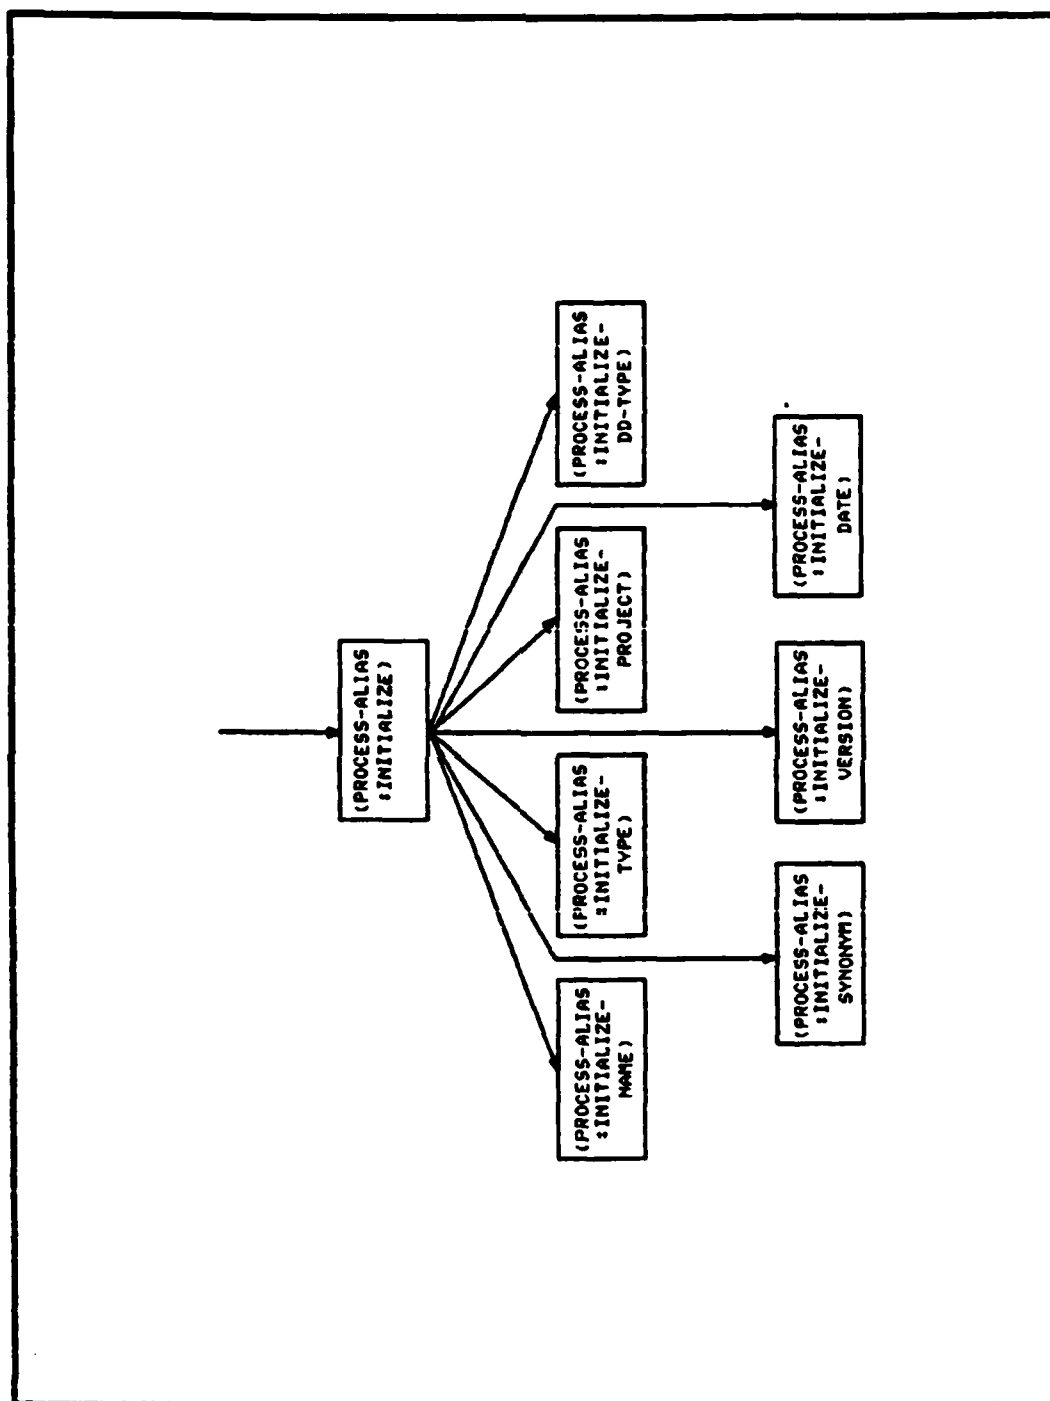 (PROCESS-ALIAS
:INITIALIZE)
(PROCESS-ALIAS
:INITIALIZE-
NAME)
(PROCESS-ALIAS
:INITIALIZE-
TYPE)
(PROCESS-ALIAS
:INITIALIZE-
PROJECT)
(PROCESS-ALIAS
:INITIALIZE-
DD-TYPE)
(PROCESS-ALIAS
:INITIALIZE-
SYNONYM)
(PROCESS-ALIAS
:INITIALIZE-
VERSION)
(PROCESS-ALIAS
:INITIALIZE-
DATE)